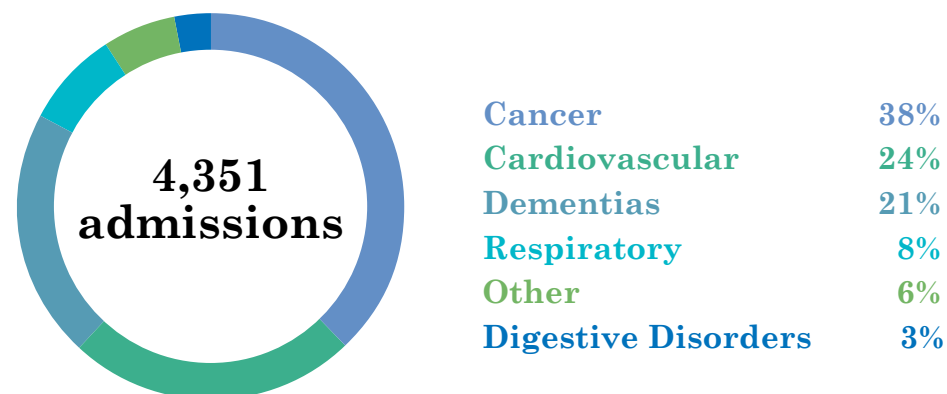 4,351
admissions
Cancer 38%
Cardiovascular 24%
Dementias 21%
Respiratory 8%
Other 6%
Digestive Disorders 3%